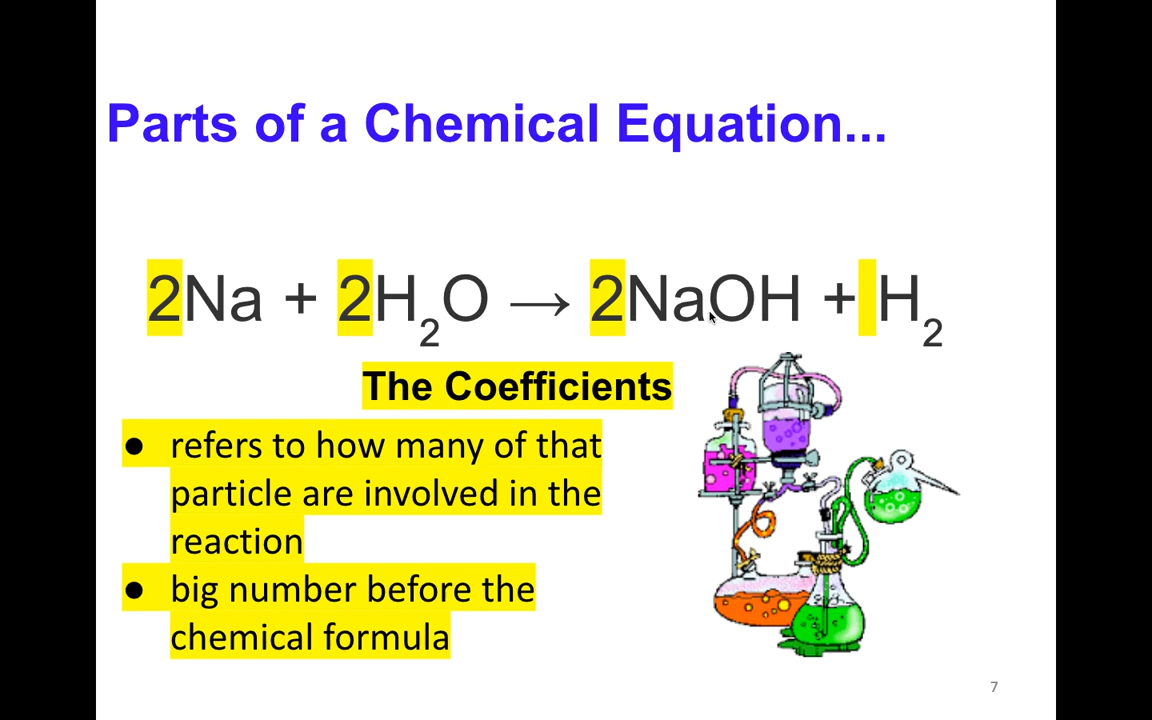 Parts of a Chemical Equation...
2Na + 2H₂O → 2NaOH + H₂
The Coefficients
● refers to how many of that
particle are involved in the
reaction
● big number before the
chemical formula
7